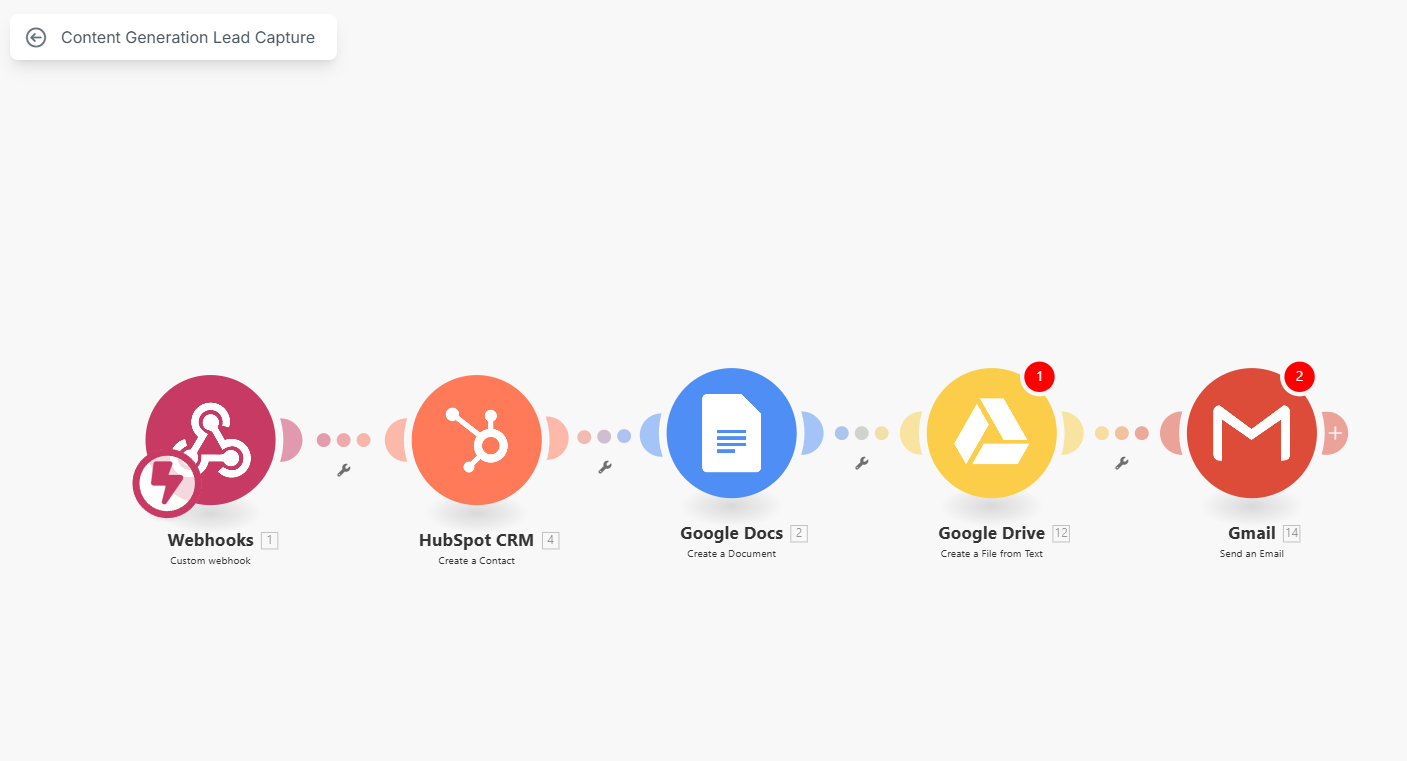 Content Generation Lead Capture
1
2
Webhooks 1
Custom webhook
HubSpot CRM 4
Create a Contact
Google Docs 2
Create a Document
Google Drive 12
Create a File from Text
Gmail 14
Send an Email